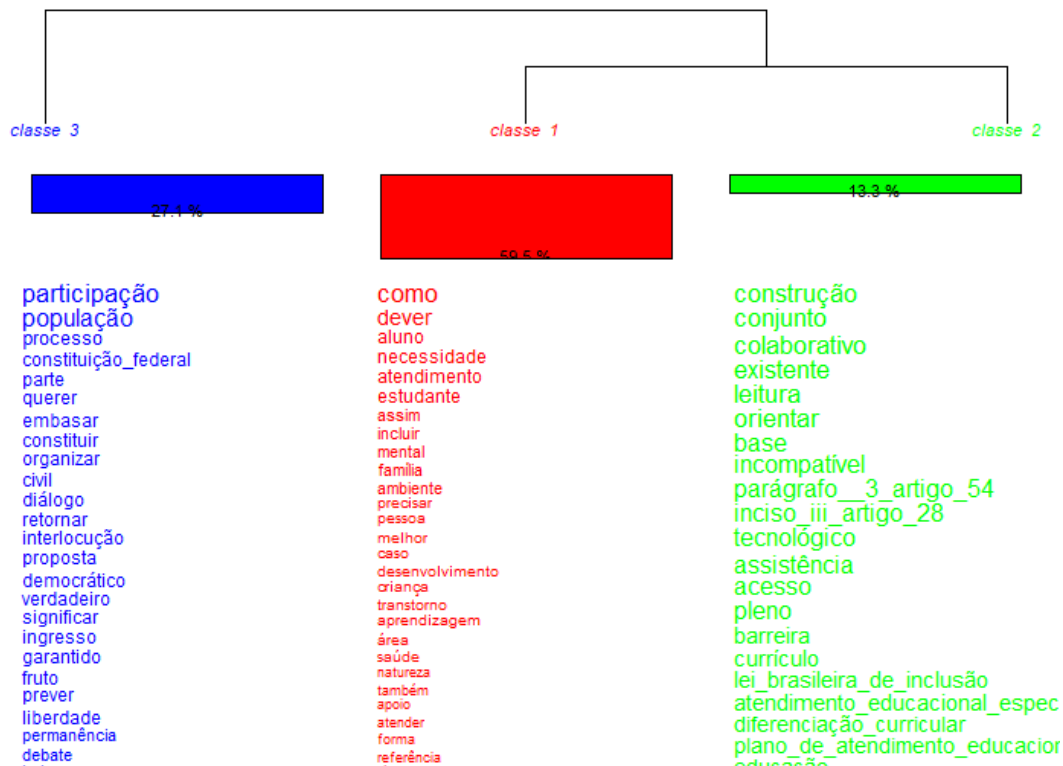 classe 3
classe 1
classe 2
27.1 %
59.5 %
13.3 %
participação
população
processo
constituição_federal
parte
querer
embasar
constituir
organizar
civil
diálogo
retornar
interlocução
proposta
democrático
verdadeiro
significar
ingresso
garantido
fruto
prever
liberdade
permanência
debate
como
dever
aluno
necessidade
atendimento
estudante
assim
incluir
mental
família
ambiente
precisar
pessoa
melhor
caso
desenvolvimento
criança
transtorno
aprendizagem
área
saúde
natureza
também
apoio
atender
forma
referência
construção
conjunto
colaborativo
existente
leitura
orientar
base
incompatível
parágrafo__3_artigo_54
inciso_iii_artigo_28
tecnológico
assistência
acesso
pleno
barreira
currículo
lei_brasileira_de_inclusão
atendimento_educacional_espec
diferenciação_curricular
plano_de_atendimento_educacion
educação